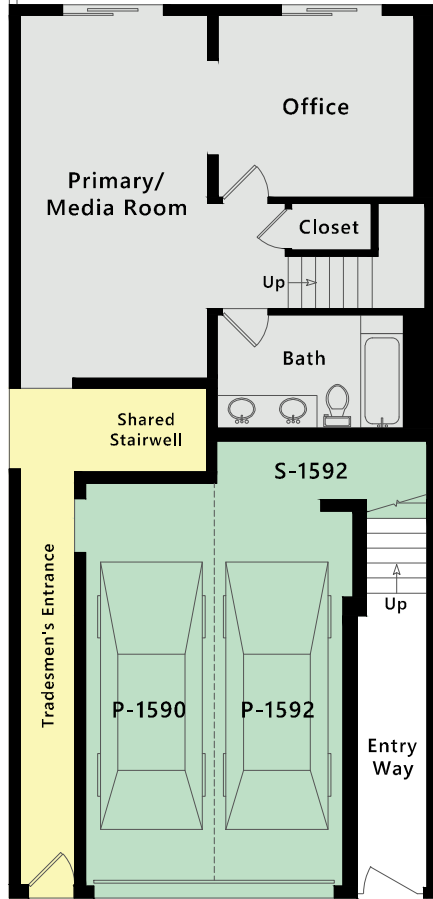 Office
Primary/
Media Room
Closet
Up
Bath
Shared
Stairwell
S-1592
Tradesmen's Entrance
Up
P-1590
P-1592
Entry
Way